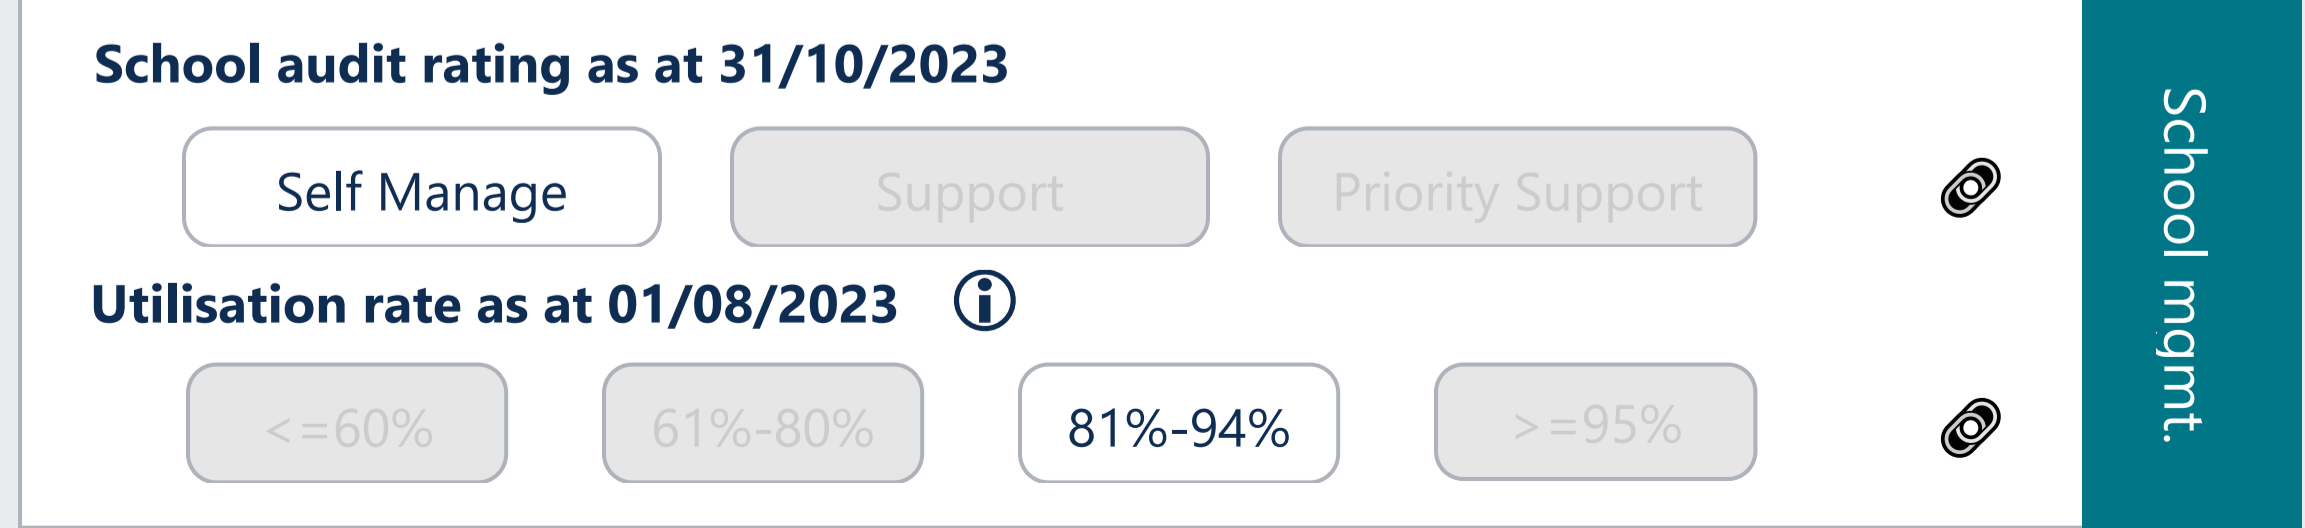 School audit rating as at 31/10/2023
Self Manage Support Priority Support
Utilisation rate as at 01/08/2023
<=60% 61%-80% 81%-94% >=95%
School mgmt.